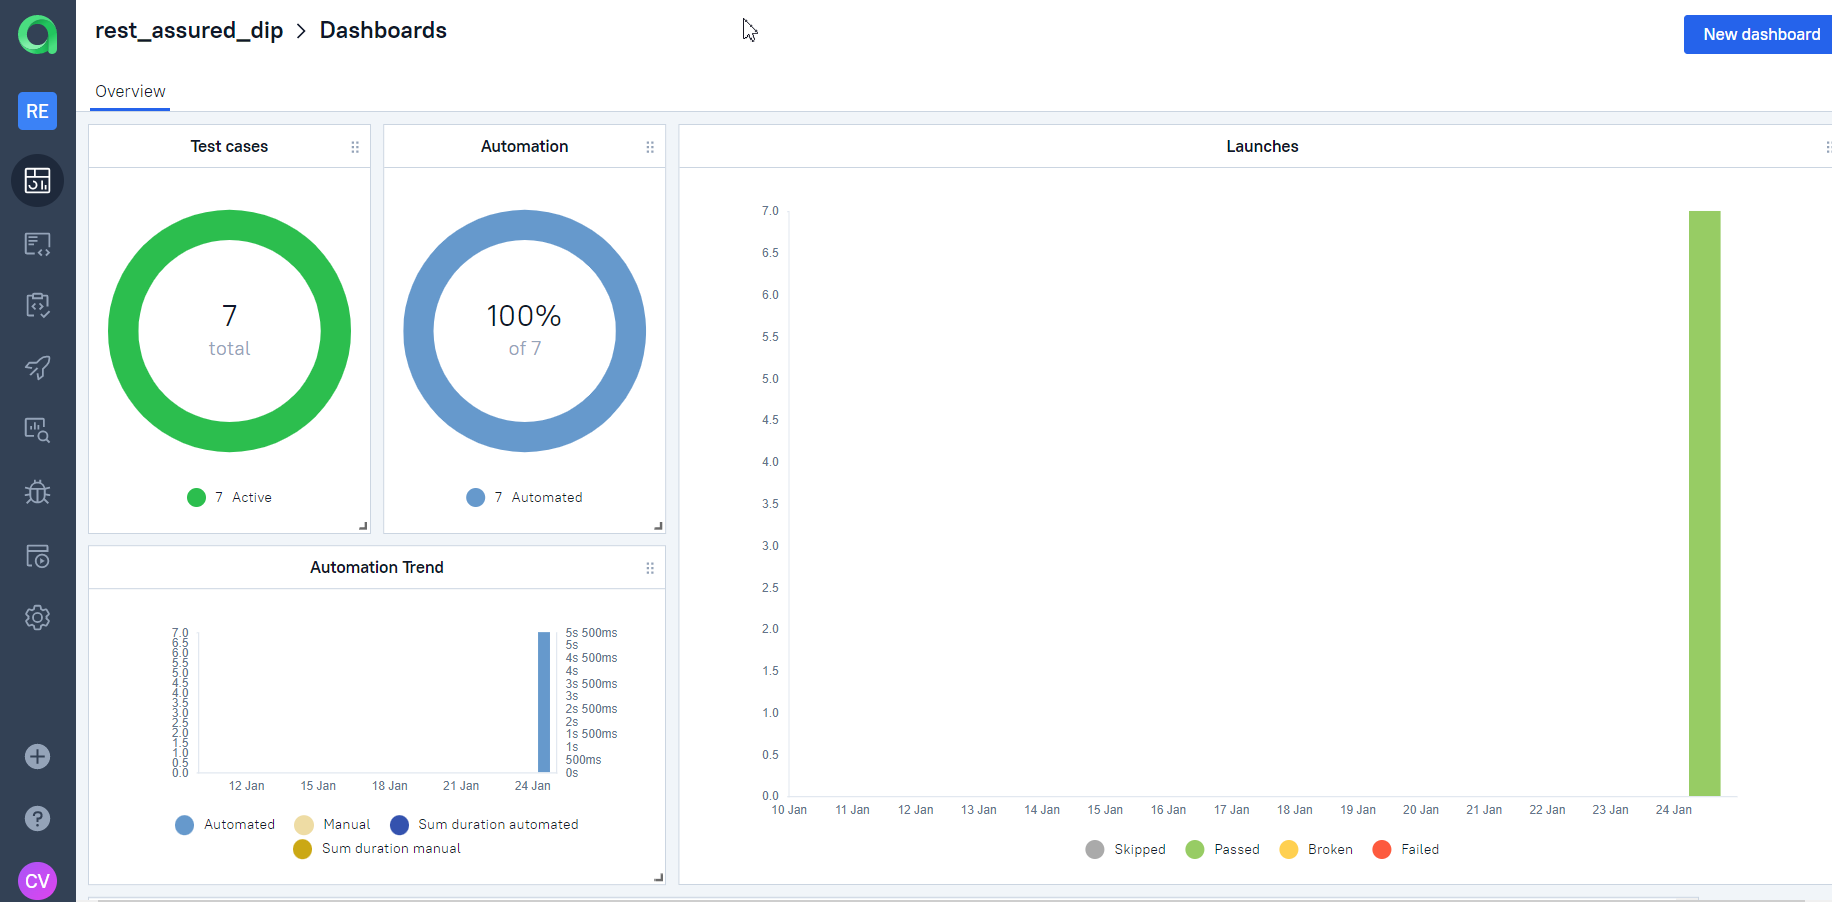 rest_assured_dip > Dashboards
New dashboard
Overview
RE
Test cases
7
total
7 Active
Automation
100%
of 7
7 Automated
Launches
7.0
6.5
6.0
5.5
5.0
4.5
4.0
3.5
3.0
2.5
2.0
1.5
1.0
0.5
0.0
10 Jan 11 Jan 12 Jan 13 Jan 14 Jan 15 Jan 16 Jan 17 Jan 18 Jan 19 Jan 20 Jan 21 Jan 22 Jan 23 Jan 24 Jan
Skipped Passed Broken Failed
Automation Trend
7.0
6.5
6.0
5.5
5.0
4.5
4.0
3.5
3.0
2.5
2.0
1.5
1.0
0.5
0.0
5s 500ms
5s
4s 500ms
4s
3s 500ms
3s
2s 500ms
2s
1s 500ms
1s
500ms
0s
12 Jan 15 Jan 18 Jan 21 Jan 24 Jan
Automated Manual Sum duration automated
Sum duration manual
?
CV